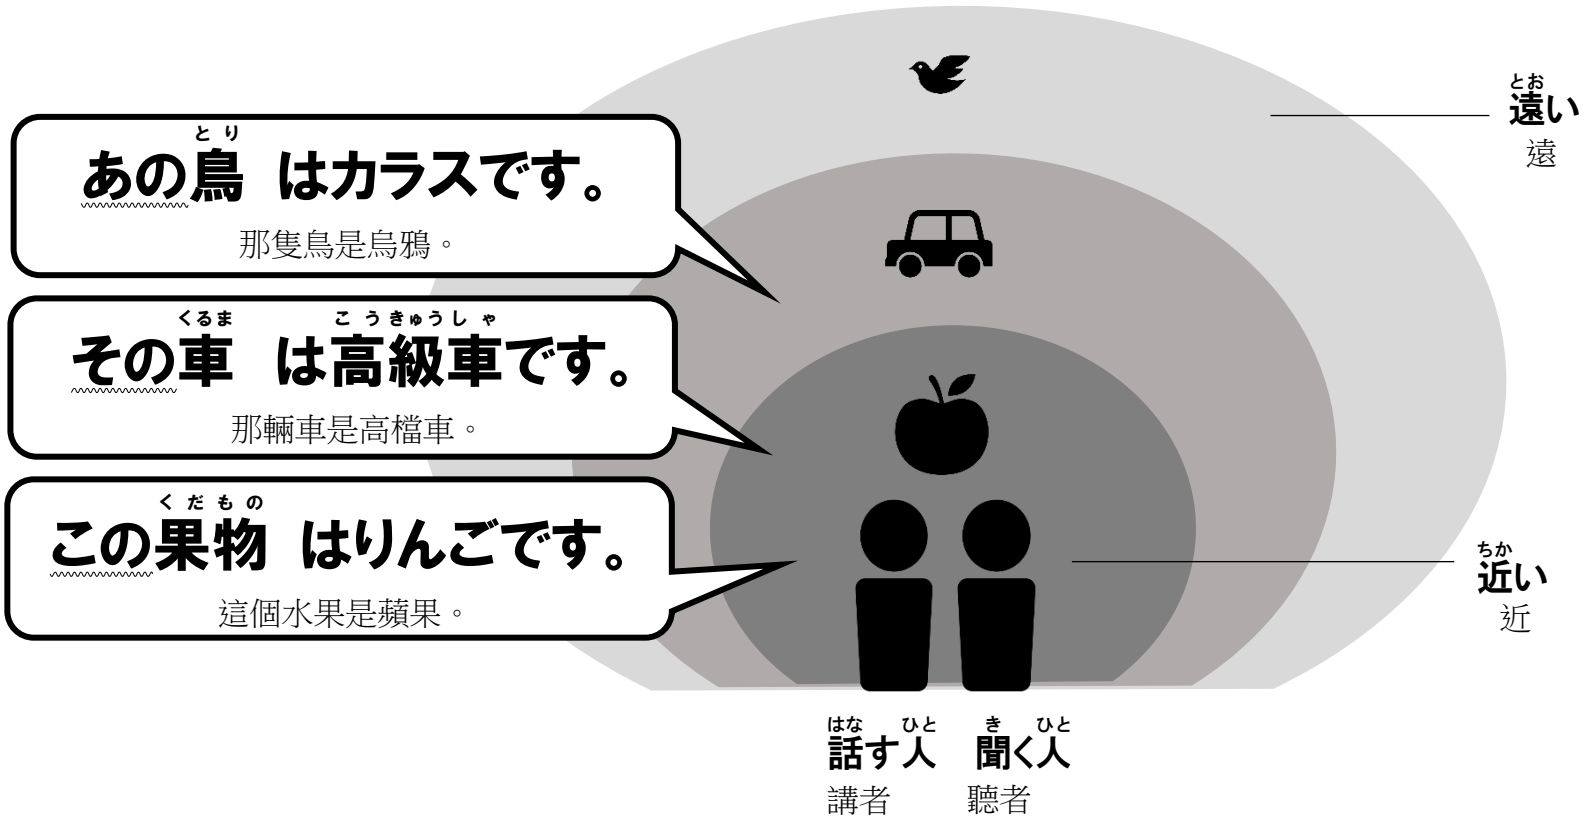 とり
あの鳥 はカラスです。
那隻鳥是烏鴉。
くるま こうきゅうしゃ
その車 は高級車です。
那輛車是高檔車。
くだもの
この果物 はりんごです。
這個水果是蘋果。
とお
遠い
遠
ちか
近い
近
はな ひと き ひと
話す人 聞く人
講者 聽者